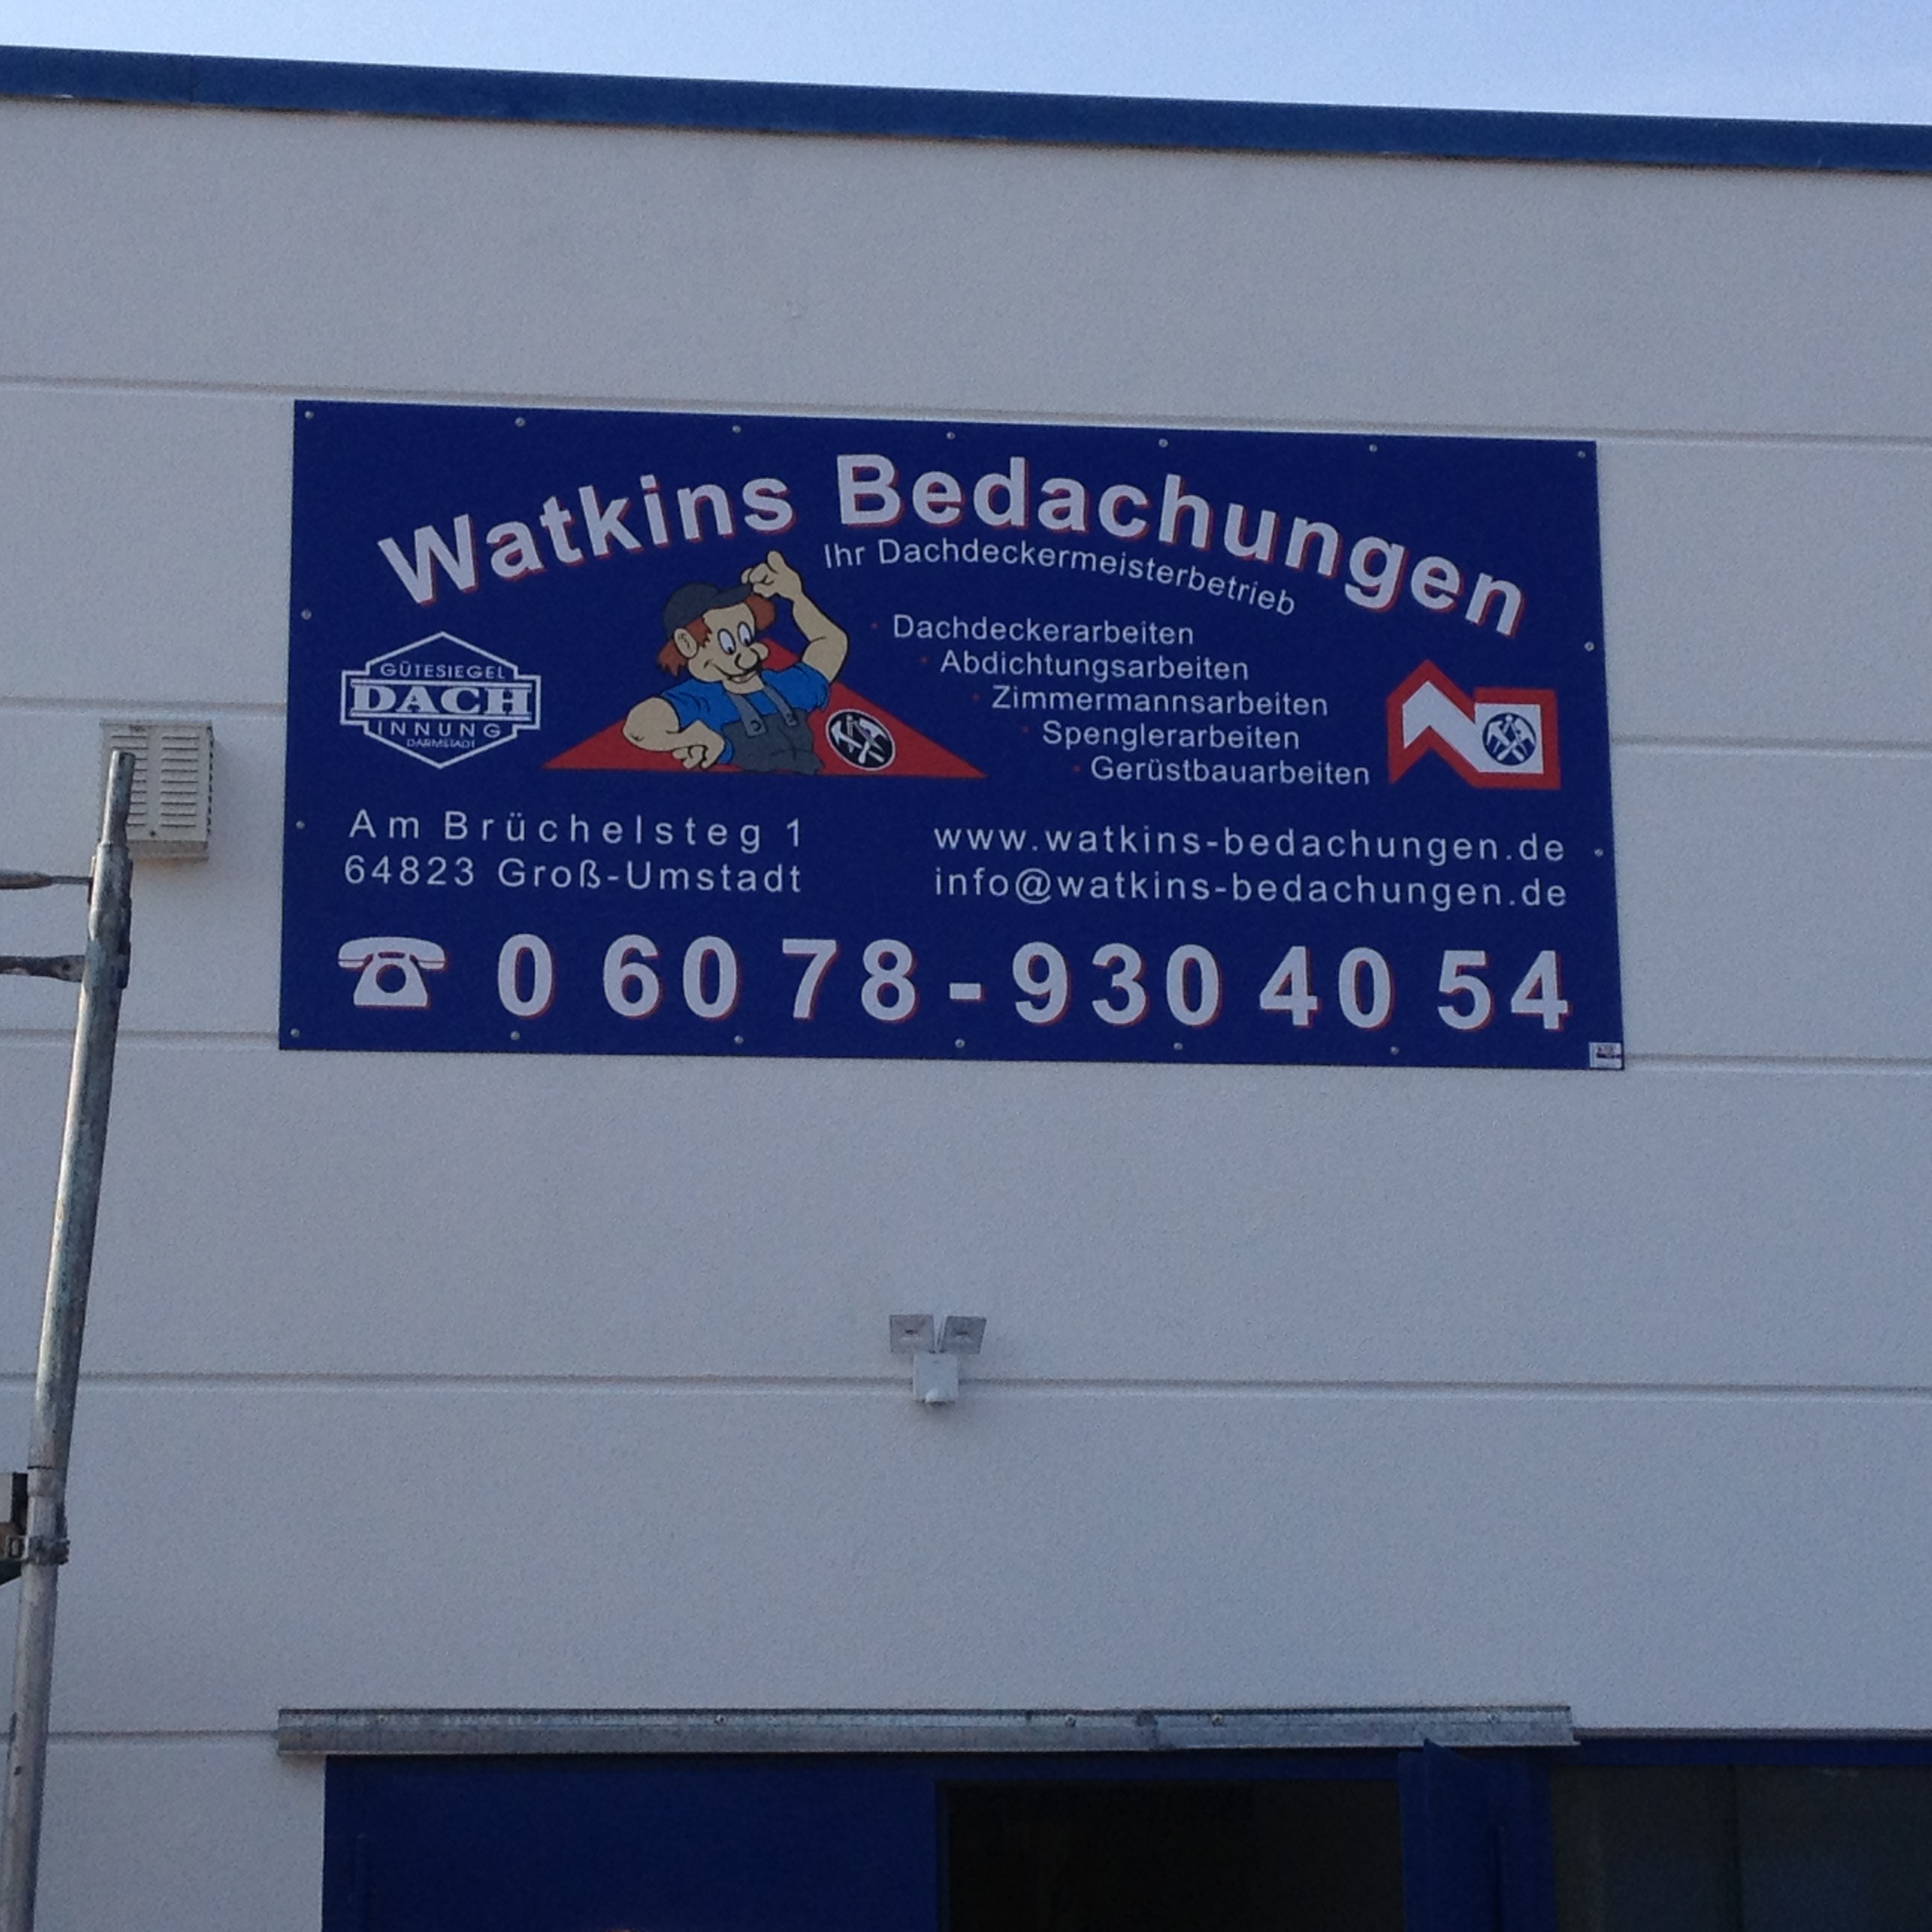 Watkins Bedachungen
Ihr Dachdeckermeisterbetrieb
· Dachdeckerarbeiten
· Abdichtungsarbeiten
· Zimmermannsarbeiten
· Spenglerarbeiten
· Gerüstbauarbeiten
GÜTESIEGEL
DACH
INNUNG
DARMSTADT
Am Brüchelsteg 1
64823 Groß-Umstadt
www.watkins-bedachungen.de
info@watkins-bedachungen.de
0 60 78 - 930 40 54